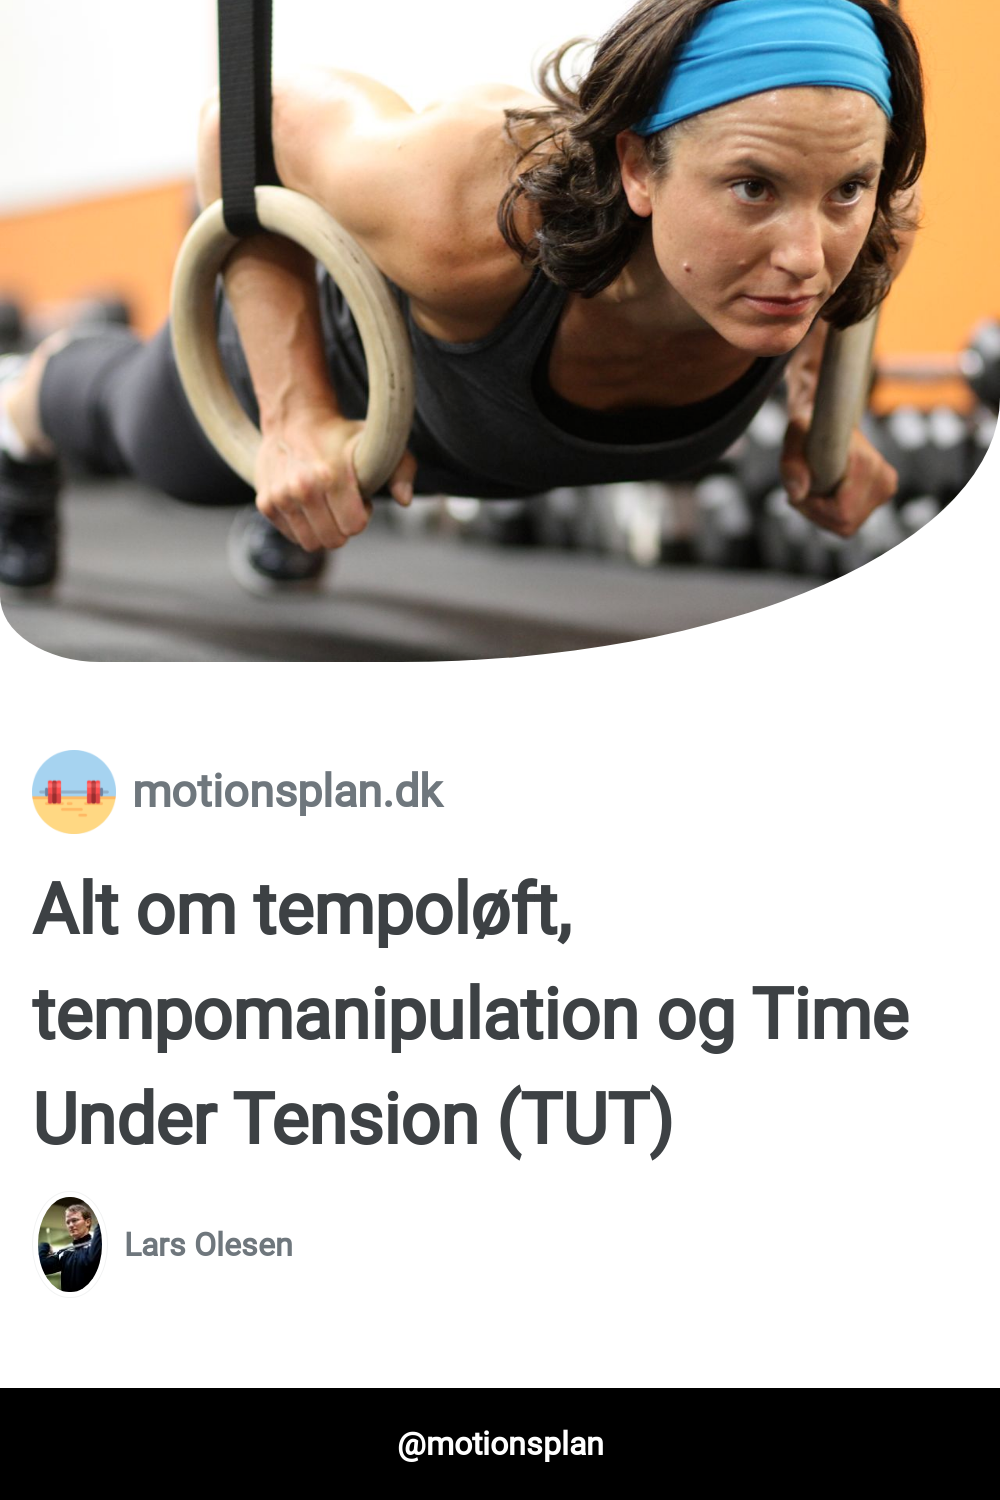 motionsplan.dk
Alt om tempoløft,
tempomanipulation og Time
Under Tension (TUT)
Lars Olesen
@motionsplan